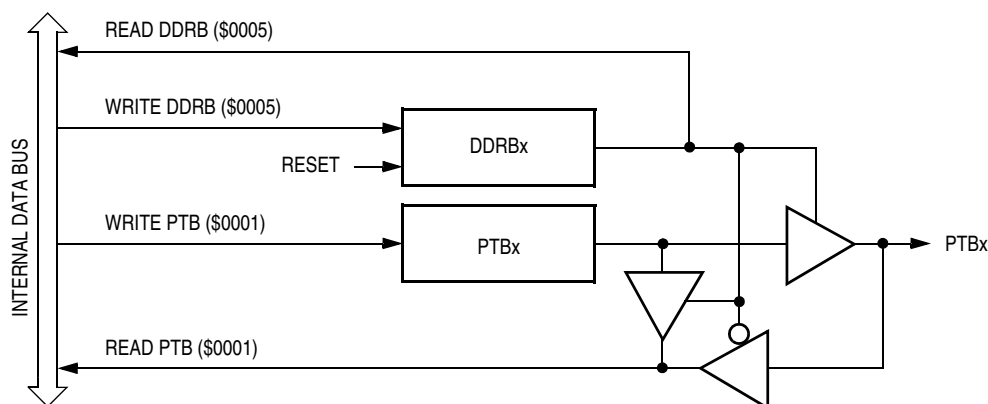 READ DDRB ($0005)
WRITE DDRB ($0005)
DDRBx
RESET
WRITE PTB ($0001)
PTBx
PTBx
READ PTB ($0001)
INTERNAL DATA BUS